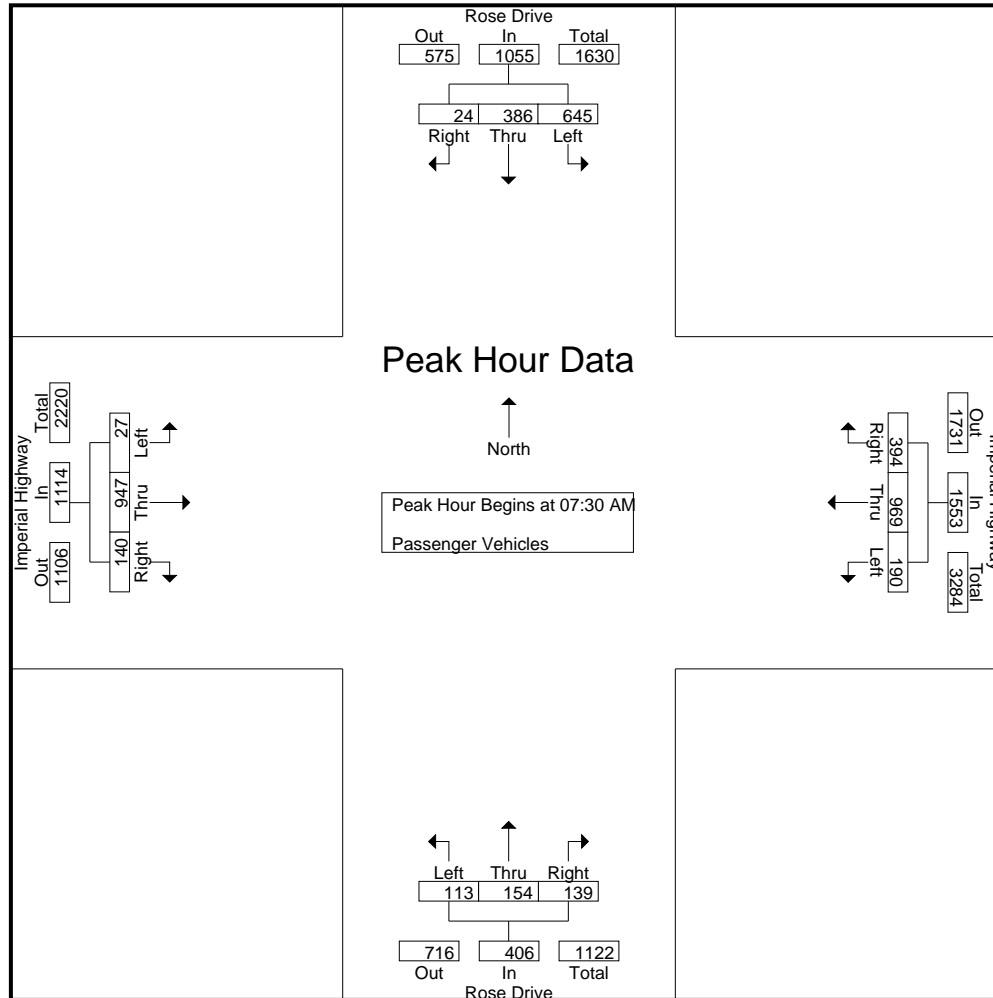 Rose Drive
Out In Total
575 1055 1630
24 386 645
Right Thru Left
Peak Hour Data
North
Peak Hour Begins at 07:30 AM
Passenger Vehicles
Imperial Highway
Out In Total
1106 1114 2220
140 947 27
Right Thru Left
Imperial Highway
Out In Total
1731 1553 3284
394 969 190
Right Thru Left
Left Thru Right
113 154 139
716 406 1122
Out In Total
Rose Drive